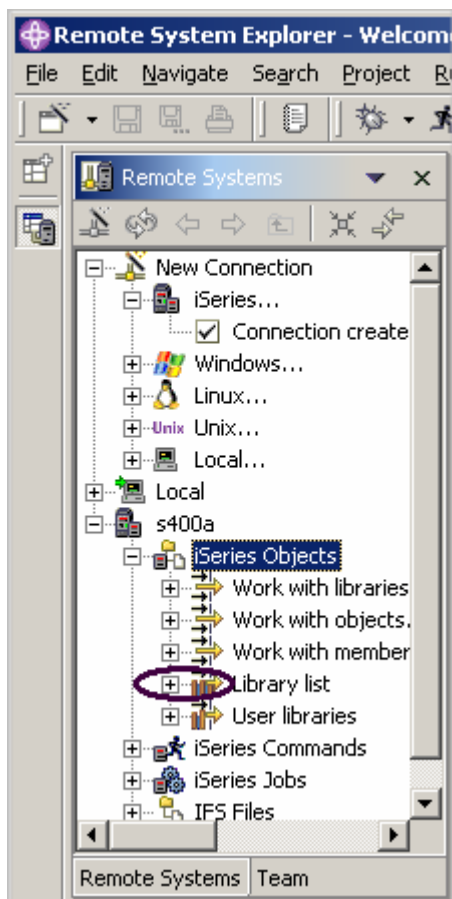 Remote System Explorer - Welcom
File Edit Navigate Search Project R
Remote Systems
New Connection
iSeries...
Connection create
Windows...
Linux...
Unix Unix...
Local...
Local
s400a
iSeries Objects
Work with libraries
Work with objects.
Work with member
Library list
User libraries
iSeries Commands
iSeries Jobs
IFS Files
Remote Systems Team